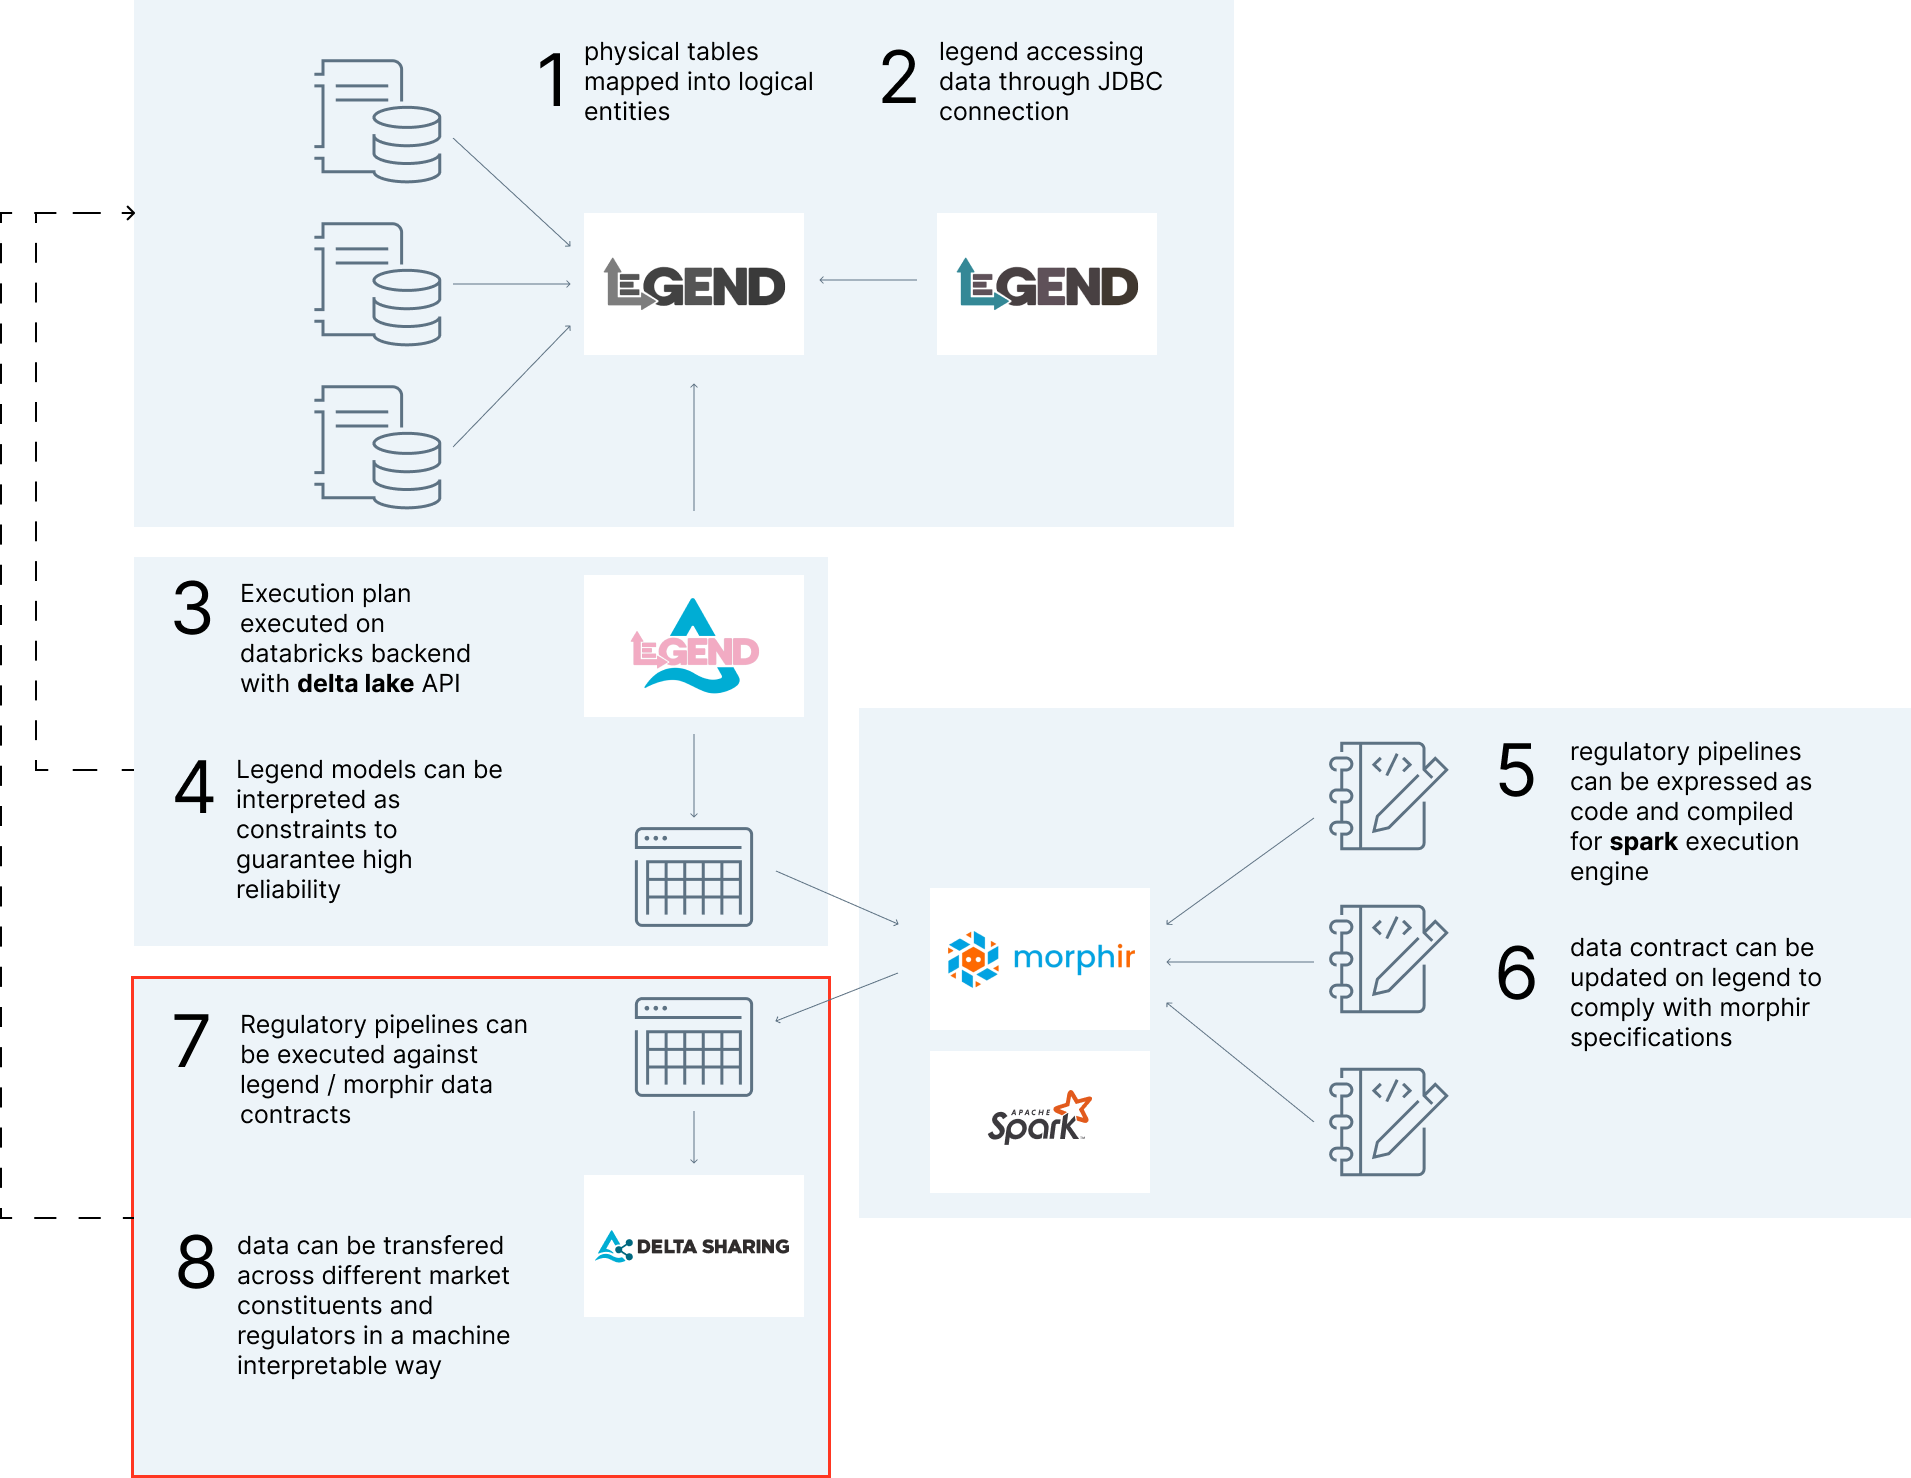 1
physical tables
mapped into logical
entities
2
legend accessing
data through JDBC
connection
LEGEND
LEGEND
3
Execution plan
executed on
databricks backend
with delta lake API
LEGEND
4
Legend models can be
interpreted as
constraints to
guarantee high
reliability
5
regulatory pipelines
can be expressed as
code and compiled
for spark execution
engine
morphir
6
data contract can be
updated on legend to
comply with morphir
specifications
APACHE
Spark™
7
Regulatory pipelines can
be executed against
legend / morphir data
contracts
8
data can be transfered
across different market
constituents and
regulators in a machine
interpretable way
DELTA SHARING